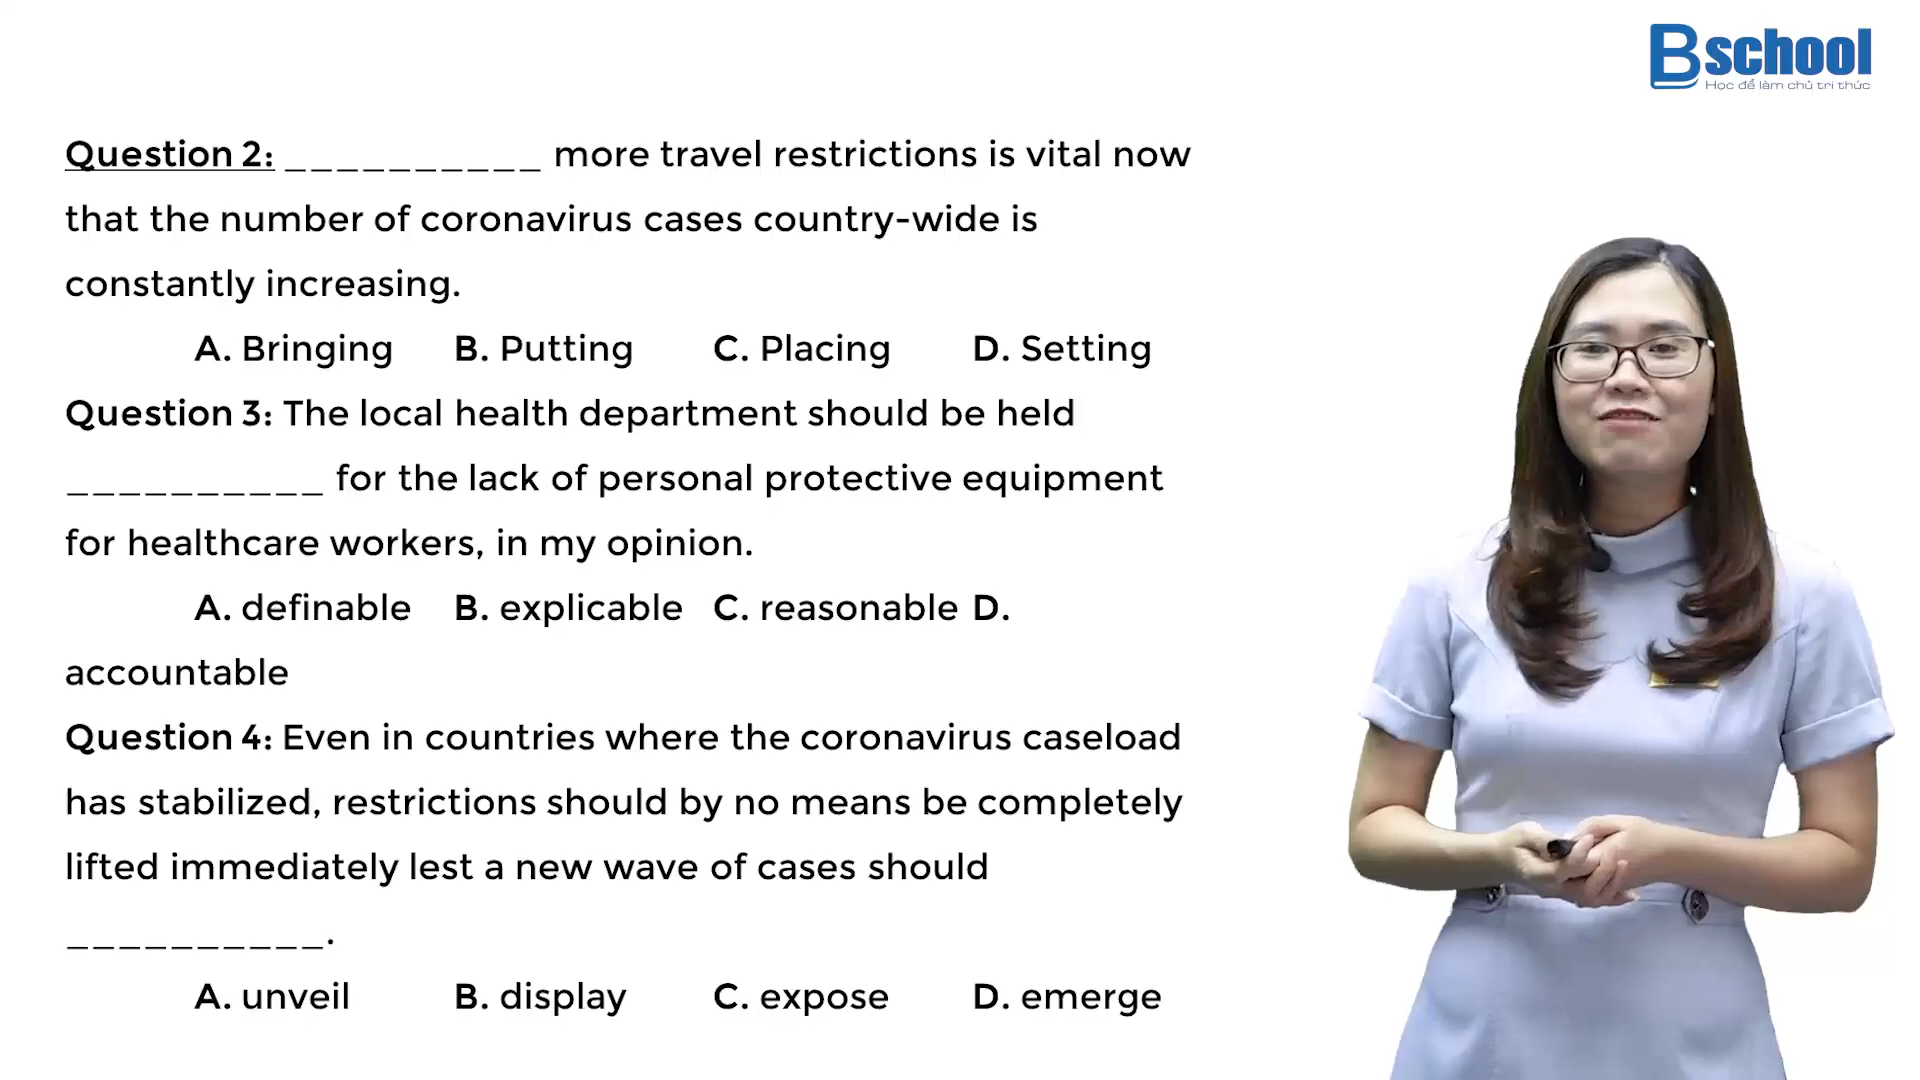 Bschool
Học để làm chủ tri thức
Question 2: __________ more travel restrictions is vital now
that the number of coronavirus cases country-wide is
constantly increasing.
A. Bringing B. Putting C. Placing D. Setting
Question 3: The local health department should be held
__________ for the lack of personal protective equipment
for healthcare workers, in my opinion.
A. definable B. explicable C. reasonable D.
accountable
Question 4: Even in countries where the coronavirus caseload
has stabilized, restrictions should by no means be completely
lifted immediately lest a new wave of cases should
__________.
A. unveil B. display C. expose D. emerge